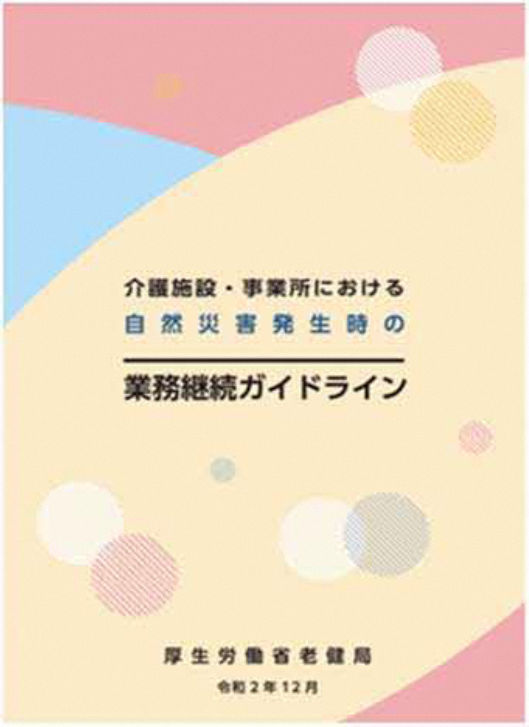 介護施設・事業所における
自然災害発生時の
業務継続ガイドライン
厚生労働省老健局
令和2年12月